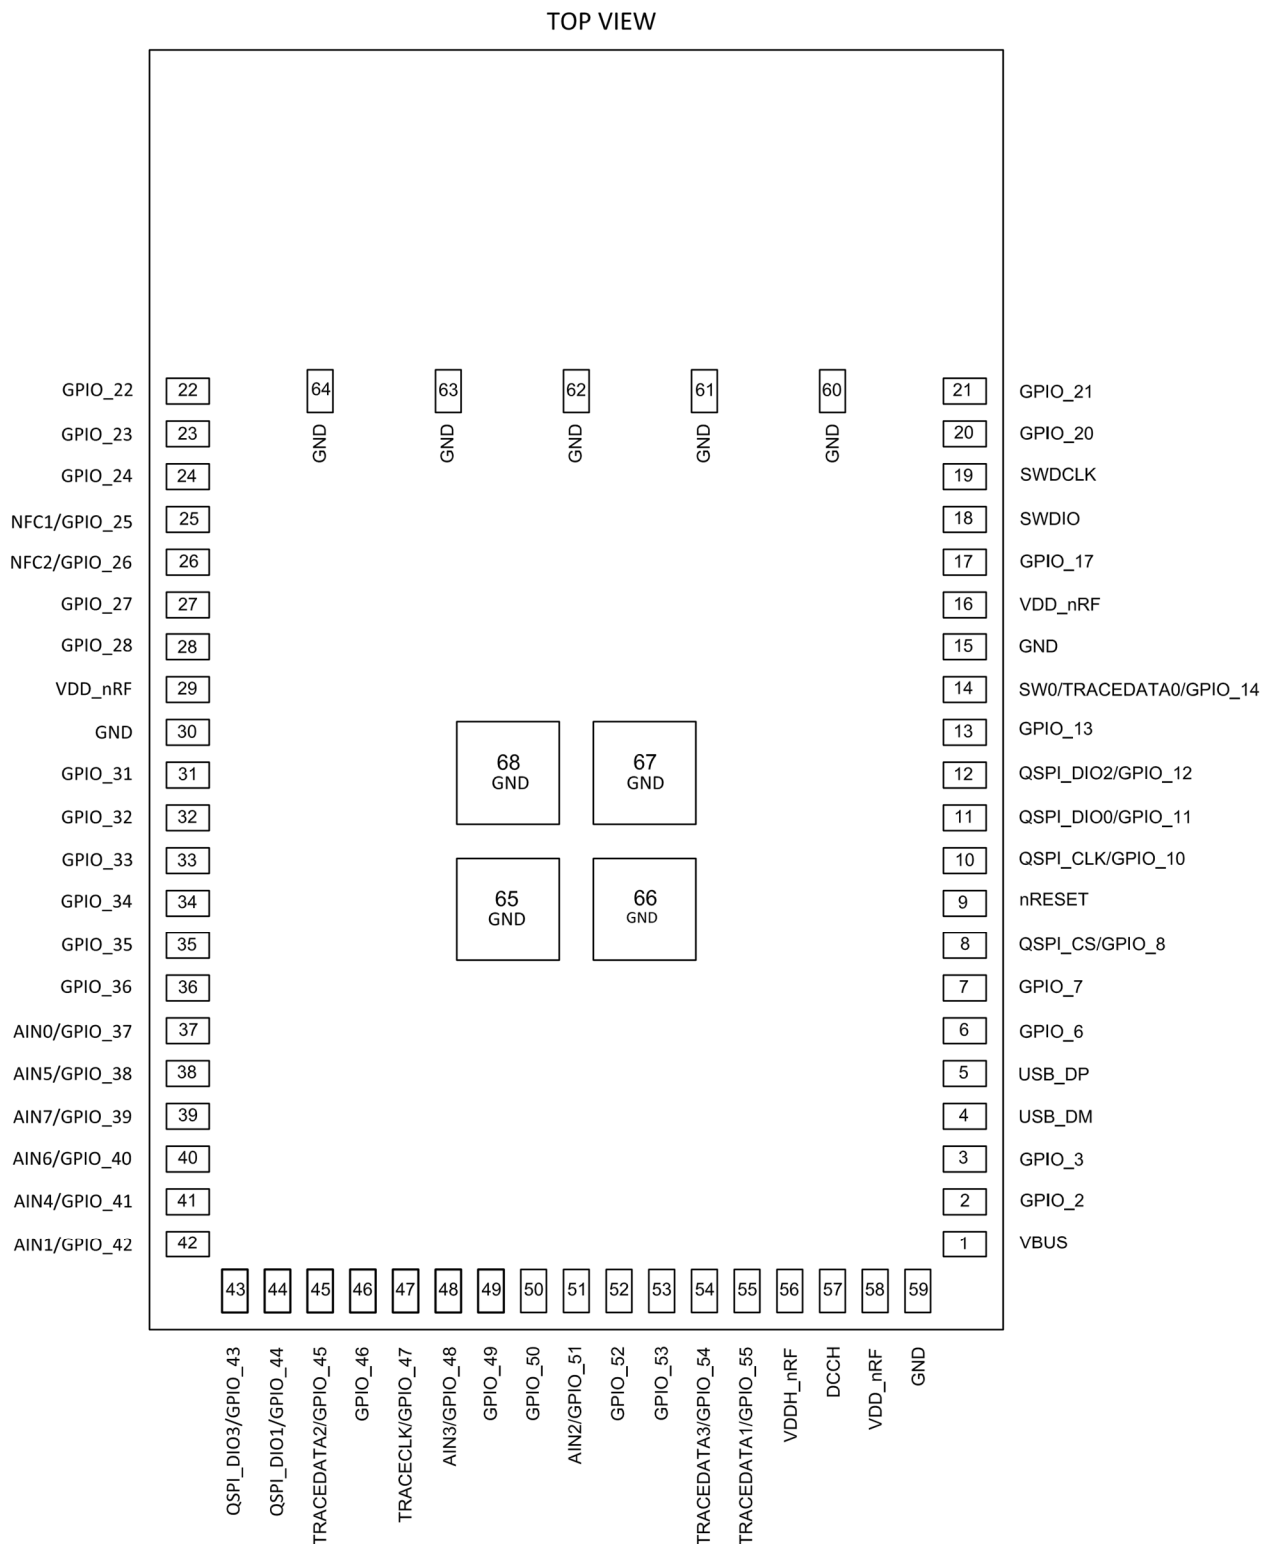 TOP VIEW
GPIO_22 22 64 63 62 61 60 21 GPIO_21
GPIO_23 23 GND GND GND GND GND 20 GPIO_20
GPIO_24 24 19 SWDCLK
NFC1/GPIO_25 25 18 SWDIO
NFC2/GPIO_26 26 17 GPIO_17
GPIO_27 27 16 VDD_nRF
GPIO_28 28 15 GND
VDD_nRF 29 14 SW0/TRACEDATA0/GPIO_14
GND 30 13 GPIO_13
68 67
GND GND
GPIO_31 31 12 QSPI_DIO2/GPIO_12
GPIO_32 32 11 QSPI_DIO0/GPIO_11
GPIO_33 33 10 QSPI_CLK/GPIO_10
65 66
GND GND
GPIO_34 34 9 nRESET
GPIO_35 35 8 QSPI_CS/GPIO_8
GPIO_36 36 7 GPIO_7
AIN0/GPIO_37 37 6 GPIO_6
AIN5/GPIO_38 38 5 USB_DP
AIN7/GPIO_39 39 4 USB_DM
AIN6/GPIO_40 40 3 GPIO_3
AIN4/GPIO_41 41 2 GPIO_2
AIN1/GPIO_42 42 1 VBUS
43 44 45 46 47 48 49 50 51 52 53 54 55 56 57 58 59
QSPI_DIO3/GPIO_43
QSPI_DIO1/GPIO_44
TRACEDATA2/GPIO_45
GPIO_46
TRACECLK/GPIO_47
AIN3/GPIO_48
GPIO_49
GPIO_50
AIN2/GPIO_51
GPIO_52
GPIO_53
TRACEDATA3/GPIO_54
TRACEDATA1/GPIO_55
VDDH_nRF
DCCH
VDD_nRF
GND